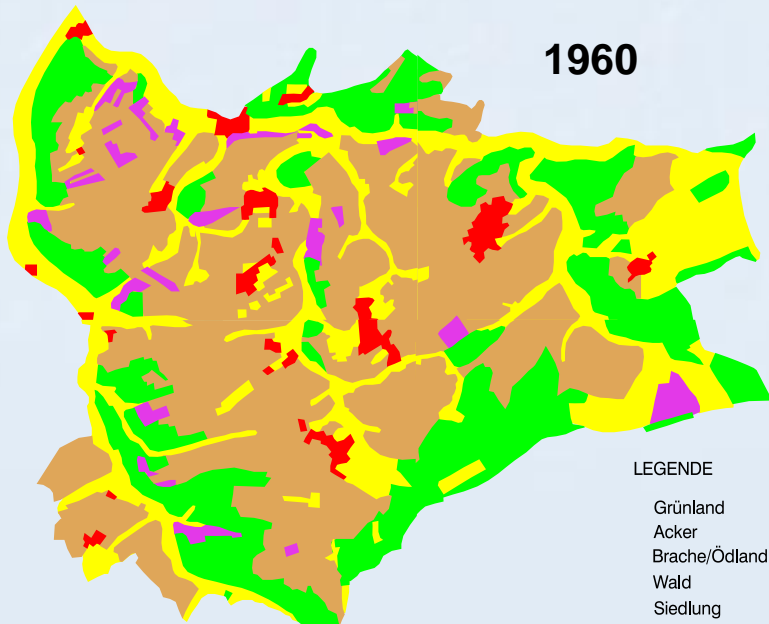 1960
LEGENDE
Grünland
Acker
Brache/Ödland
Wald
Siedlung